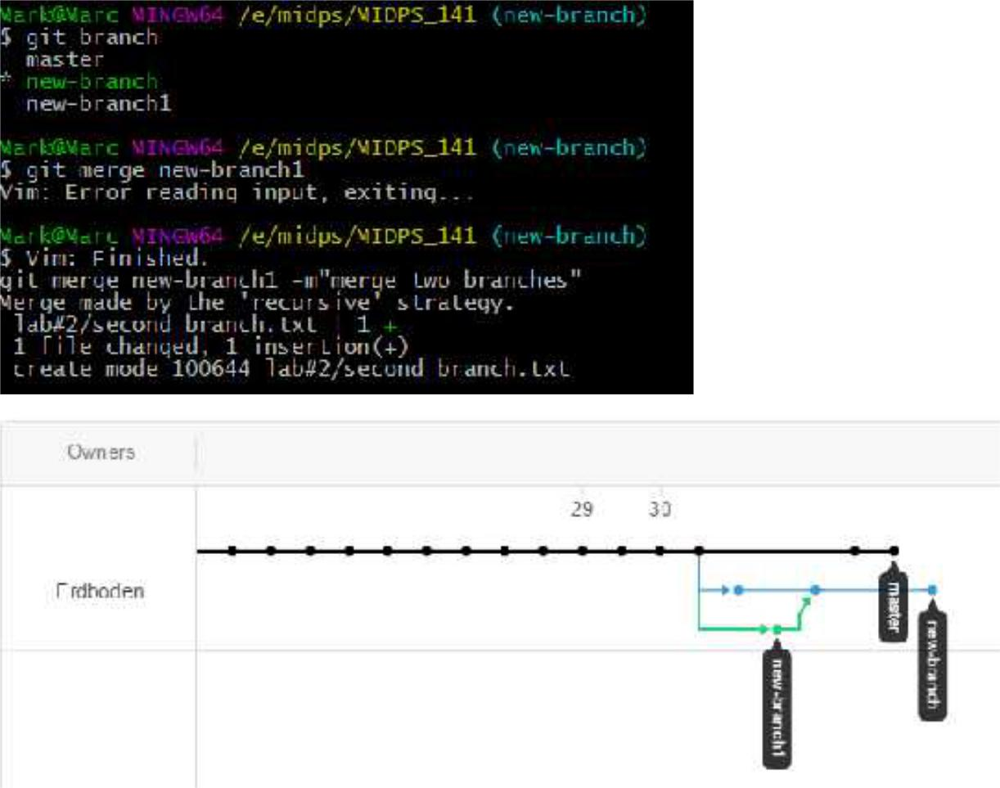 Mark@Marc MINGW64 /e/midps/MIDPS_141 (new-branch)
$ git branch
  master
* new-branch
  new-branch1

Mark@Marc MINGW64 /e/midps/MIDPS_141 (new-branch)
$ git merge new-branch1
Vim: Error reading input, exiting...

Mark@Marc MINGW64 /e/midps/MIDPS_141 (new-branch)
$ Vim: Finished.
git merge new-branch1 -m"merge two branches"
Merge made by the 'recursive' strategy.
 lab#2/second branch.txt | 1 +
 1 file changed, 1 insertion(+)
 create mode 100644 lab#2/second branch.txt
Owners
29 30
Erdboden
master
new-branch
new-branch1